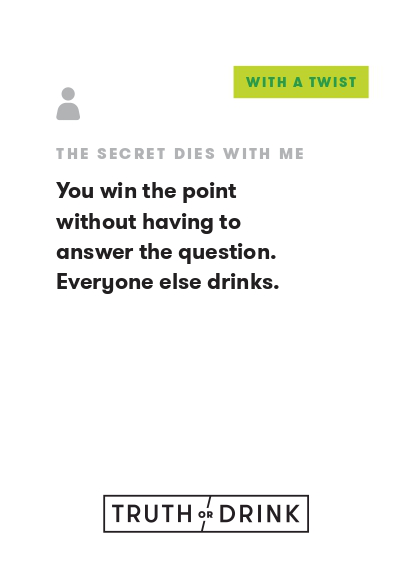 WITH A TWIST
THE SECRET DIES WITH ME
You win the point
without having to
answer the question.
Everyone else drinks.
TRUTH OR DRINK